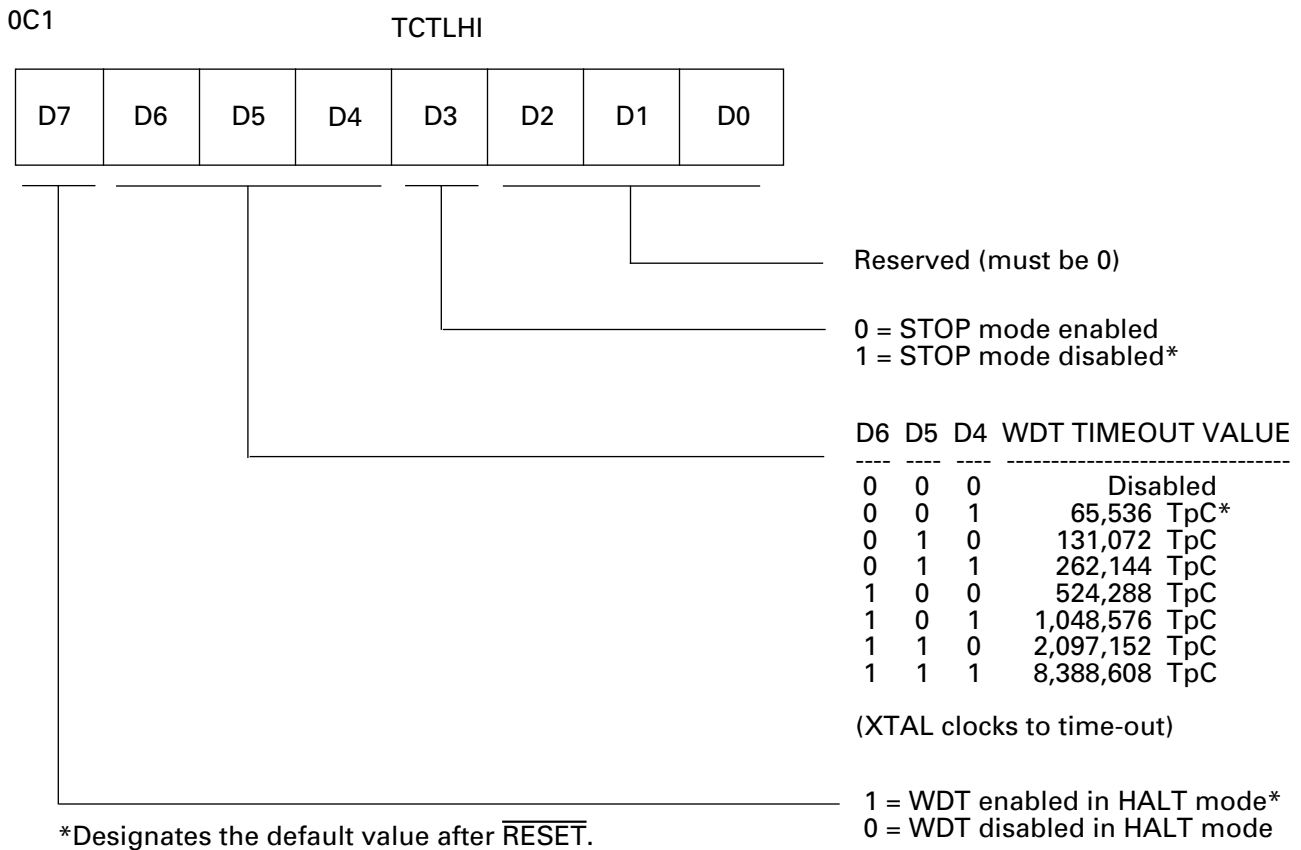 0C1
TCTLHI
D7 D6 D5 D4 D3 D2 D1 D0
Reserved (must be 0)
0 = STOP mode enabled
1 = STOP mode disabled*
D6 D5 D4 WDT TIMEOUT VALUE
---- ---- ---- --------------------------------
0 0 0 Disabled
0 0 1 65,536 TpC*
0 1 0 131,072 TpC
0 1 1 262,144 TpC
1 0 0 524,288 TpC
1 0 1 1,048,576 TpC
1 1 0 2,097,152 TpC
1 1 1 8,388,608 TpC
(XTAL clocks to time-out)
1 = WDT enabled in HALT mode*
0 = WDT disabled in HALT mode
*Designates the default value after RESET.